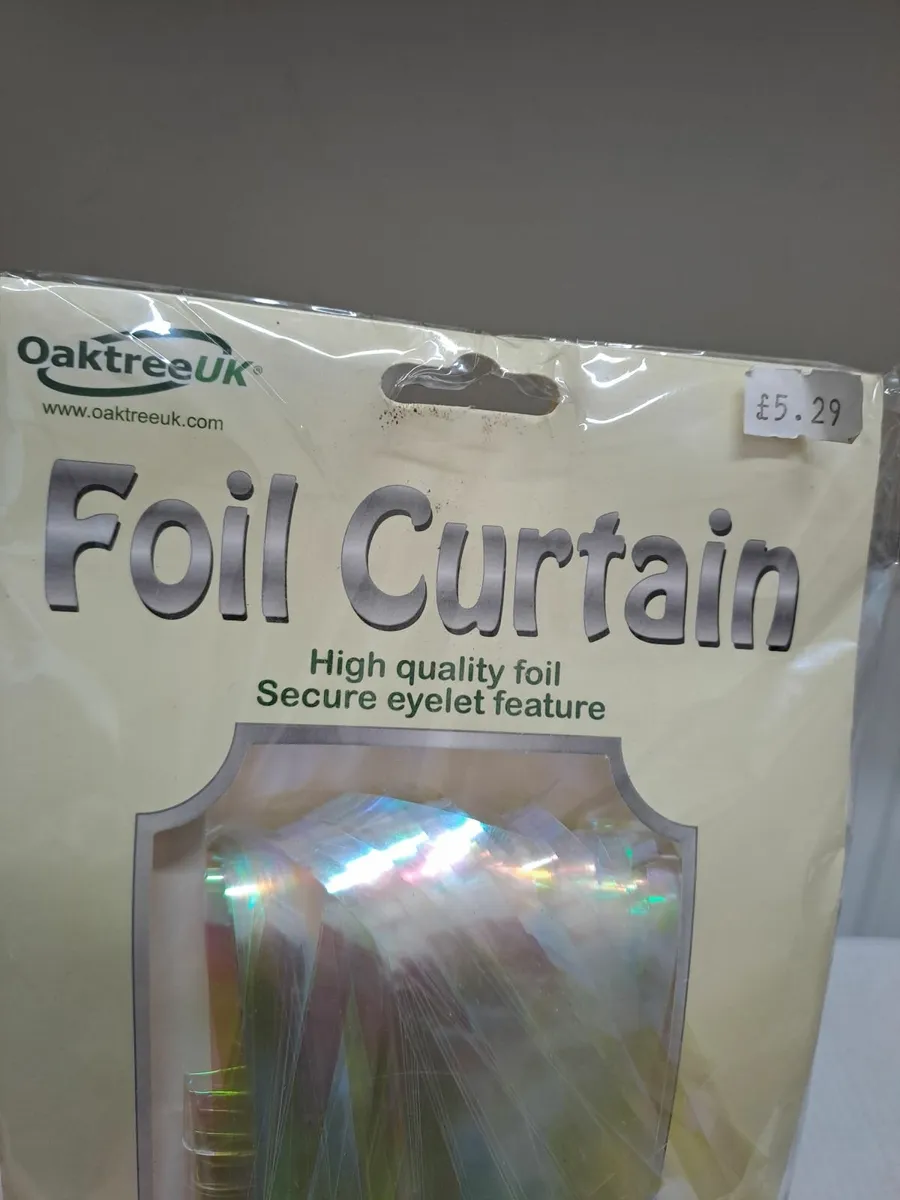 OaktreeUK®
www.oaktreeuk.com
£5.29
Foil Curtain
High quality foil
Secure eyelet feature